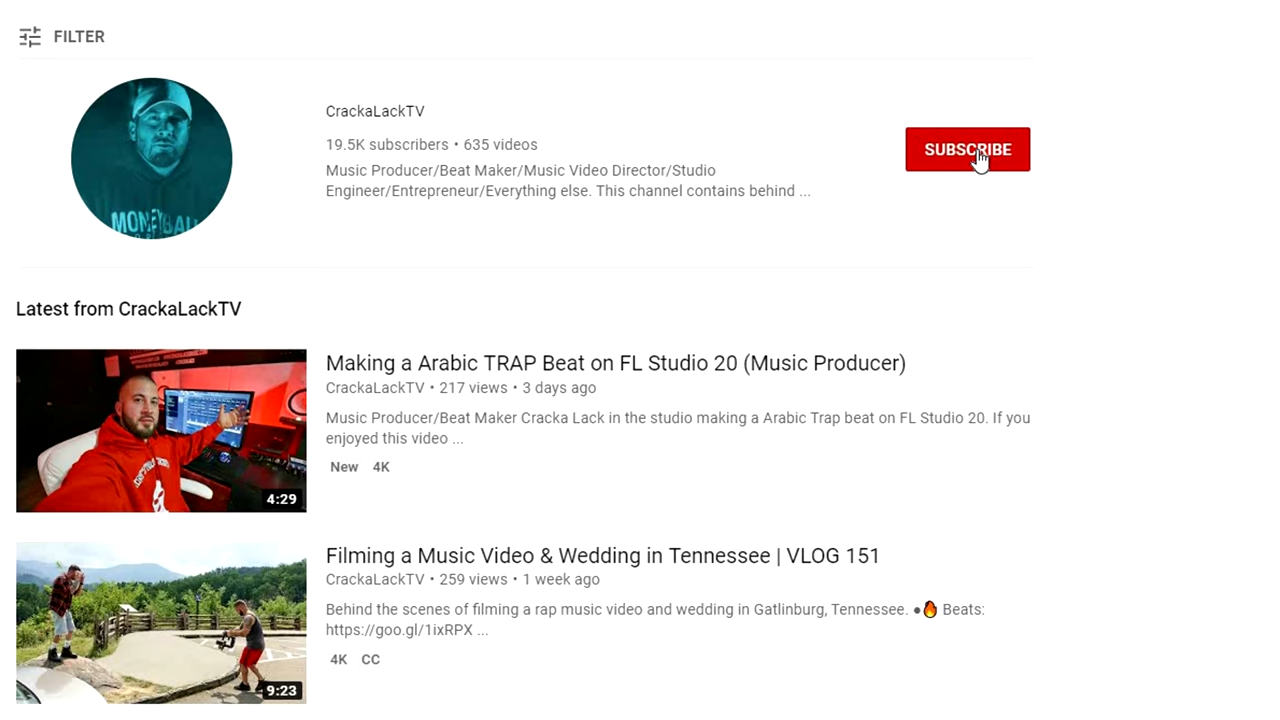 FILTER
CrackaLackTV
19.5K subscribers • 635 videos
SUBSCRIBE
Music Producer/Beat Maker/Music Video Director/Studio
Engineer/Entrepreneur/Everything else. This channel contains behind ...
Latest from CrackaLackTV
Making a Arabic TRAP Beat on FL Studio 20 (Music Producer)
CrackaLackTV • 217 views • 3 days ago
Music Producer/Beat Maker Cracka Lack in the studio making a Arabic Trap beat on FL Studio 20. If you
enjoyed this video ...
New 4K
4:29
Filming a Music Video & Wedding in Tennessee | VLOG 151
CrackaLackTV • 259 views • 1 week ago
Behind the scenes of filming a rap music video and wedding in Gatlinburg, Tennessee. ●🔥 Beats:
https://goo.gl/1ixRPX ...
4K CC
9:23